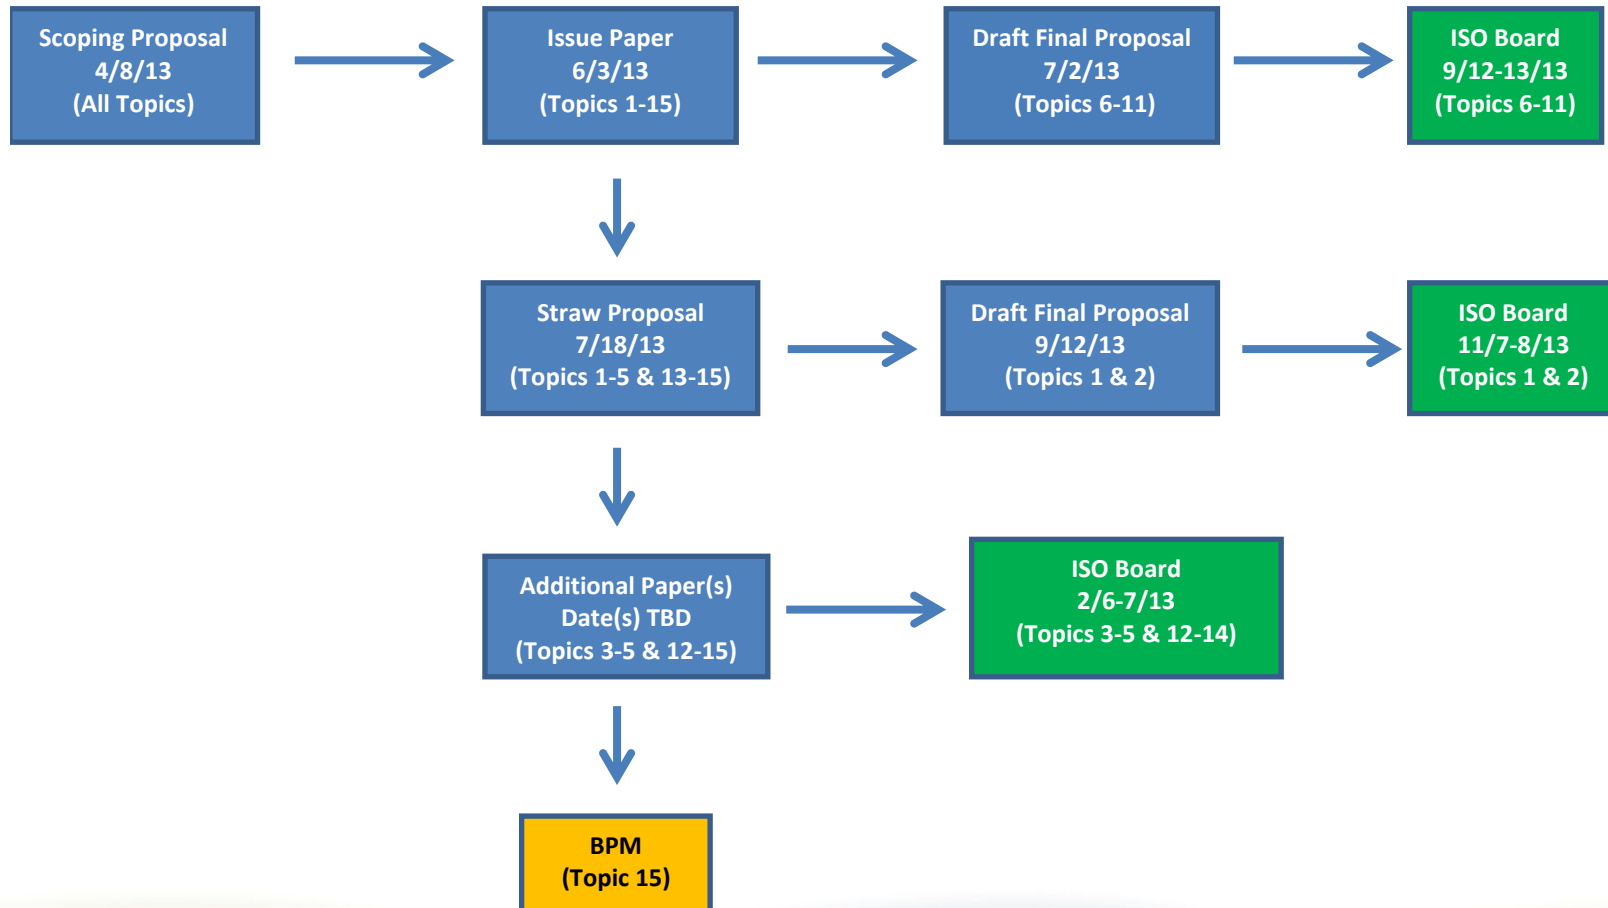 Scoping Proposal
4/8/13
(All Topics)
Issue Paper
6/3/13
(Topics 1-15)
Draft Final Proposal
7/2/13
(Topics 6-11)
ISO Board
9/12-13/13
(Topics 6-11)
Straw Proposal
7/18/13
(Topics 1-5 & 13-15)
Draft Final Proposal
9/12/13
(Topics 1 & 2)
ISO Board
11/7-8/13
(Topics 1 & 2)
Additional Paper(s)
Date(s) TBD
(Topics 3-5 & 12-15)
ISO Board
2/6-7/13
(Topics 3-5 & 12-14)
BPM
(Topic 15)